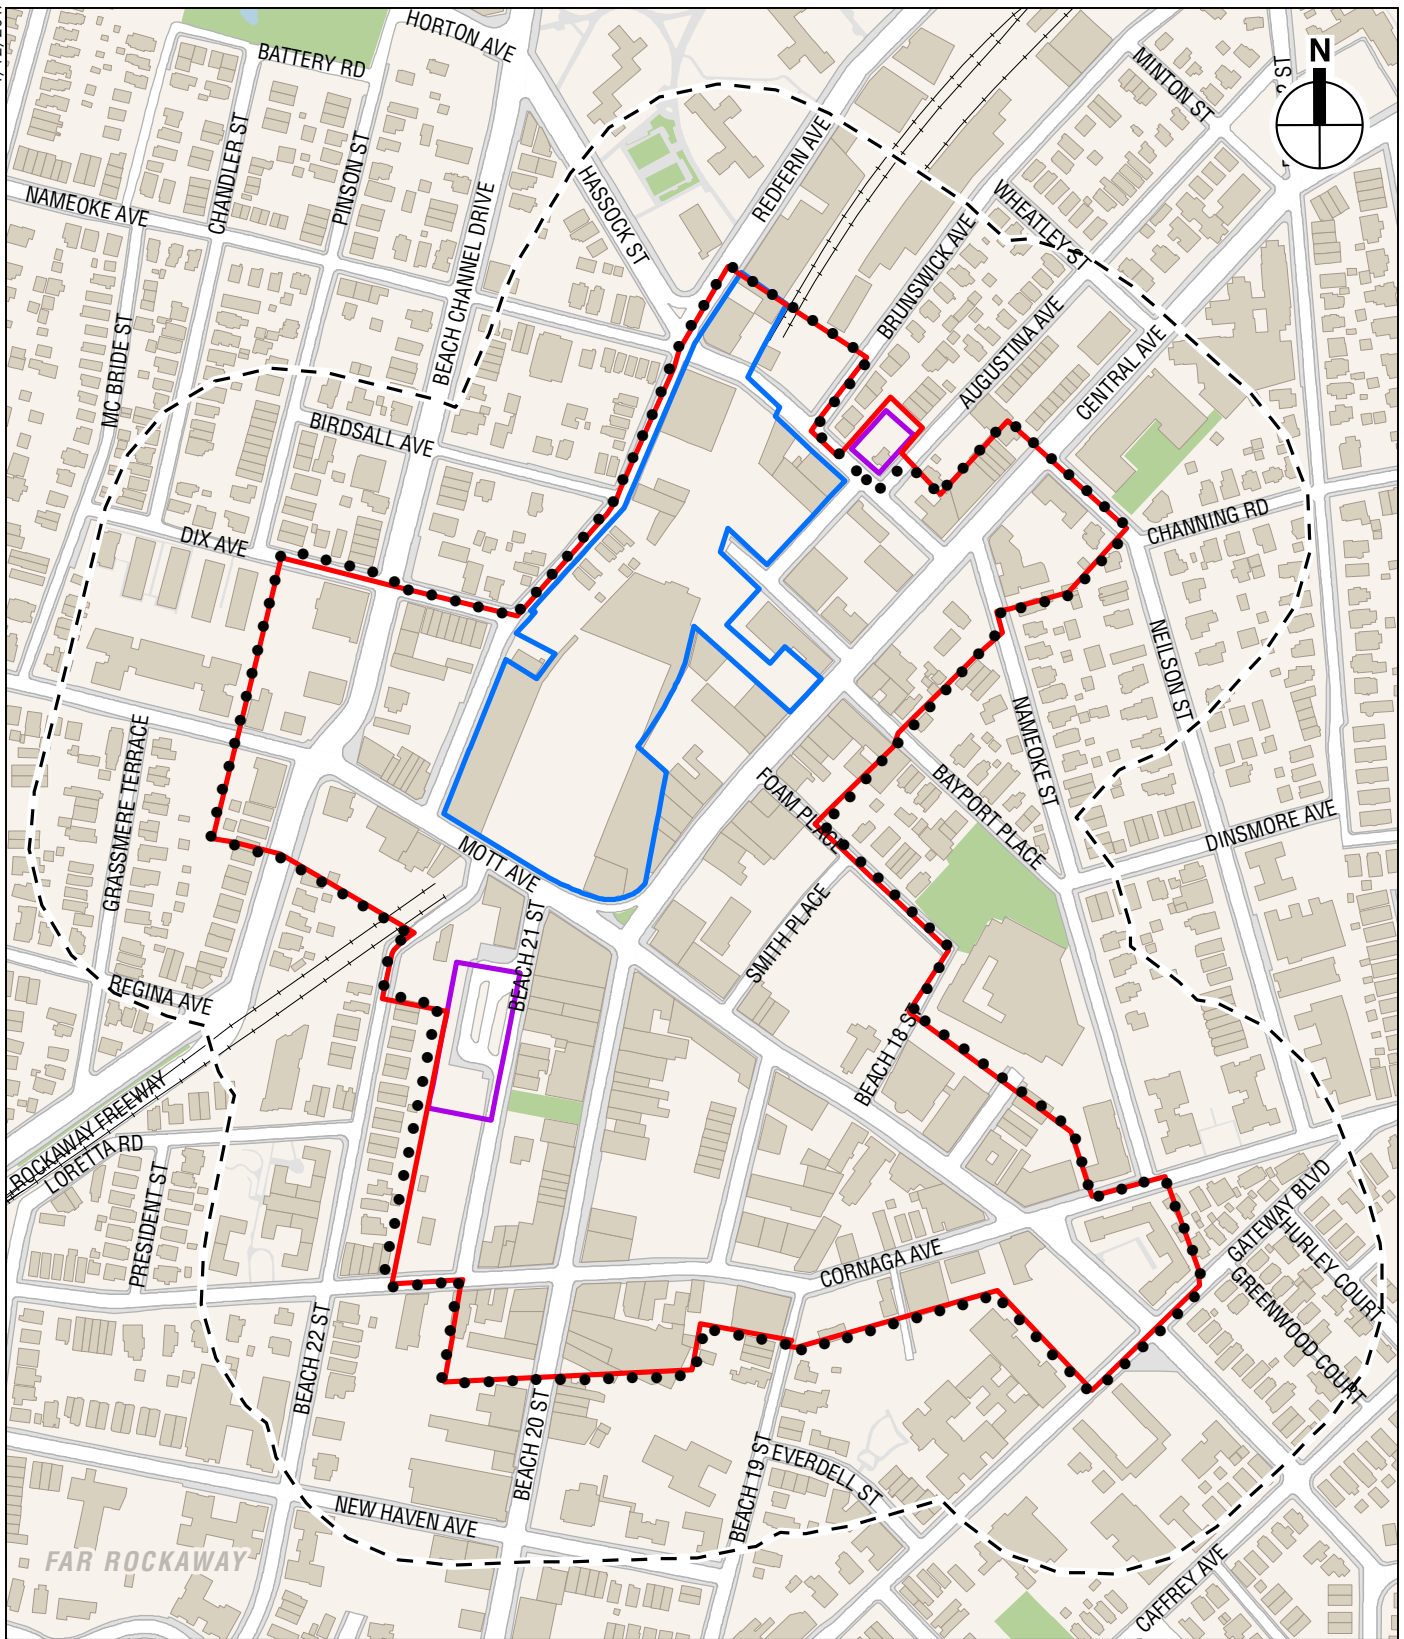 HORTON AVE
BATTERY RD
N
MINTON ST
ST
CHANDLER ST
PINSON ST
REDFERN AVE
HASSOCK ST
NAMEOKE AVE
WHEATLEY ST
BEACH CHANNEL DRIVE
BRUNSWICK AVE
AUGUSTINA AVE
MC BRIDE ST
CENTRAL AVE
BIRDSALL AVE
CHANNING RD
DIX AVE
NEILSON ST
NAMEOKE ST
GRASSMERE TERRACE
FOAM PLACE
BAYPORT PLACE
DINSMORE AVE
MOTT AVE
SMITH PLACE
BEACH 21 ST
REGINA AVE
BEACH 18 ST
ROCKAWAY FREEWAY
LORETTA RD
PRESIDENT ST
GATEWAY BLVD
HURLEY COURT
CORNAGA AVE
GREENWOOD COURT
BEACH 22 ST
BEACH 20 ST
BEACH 19 ST
EVERDELL ST
NEW HAVEN AVE
FAR ROCKAWAY
CAFFREY AVE